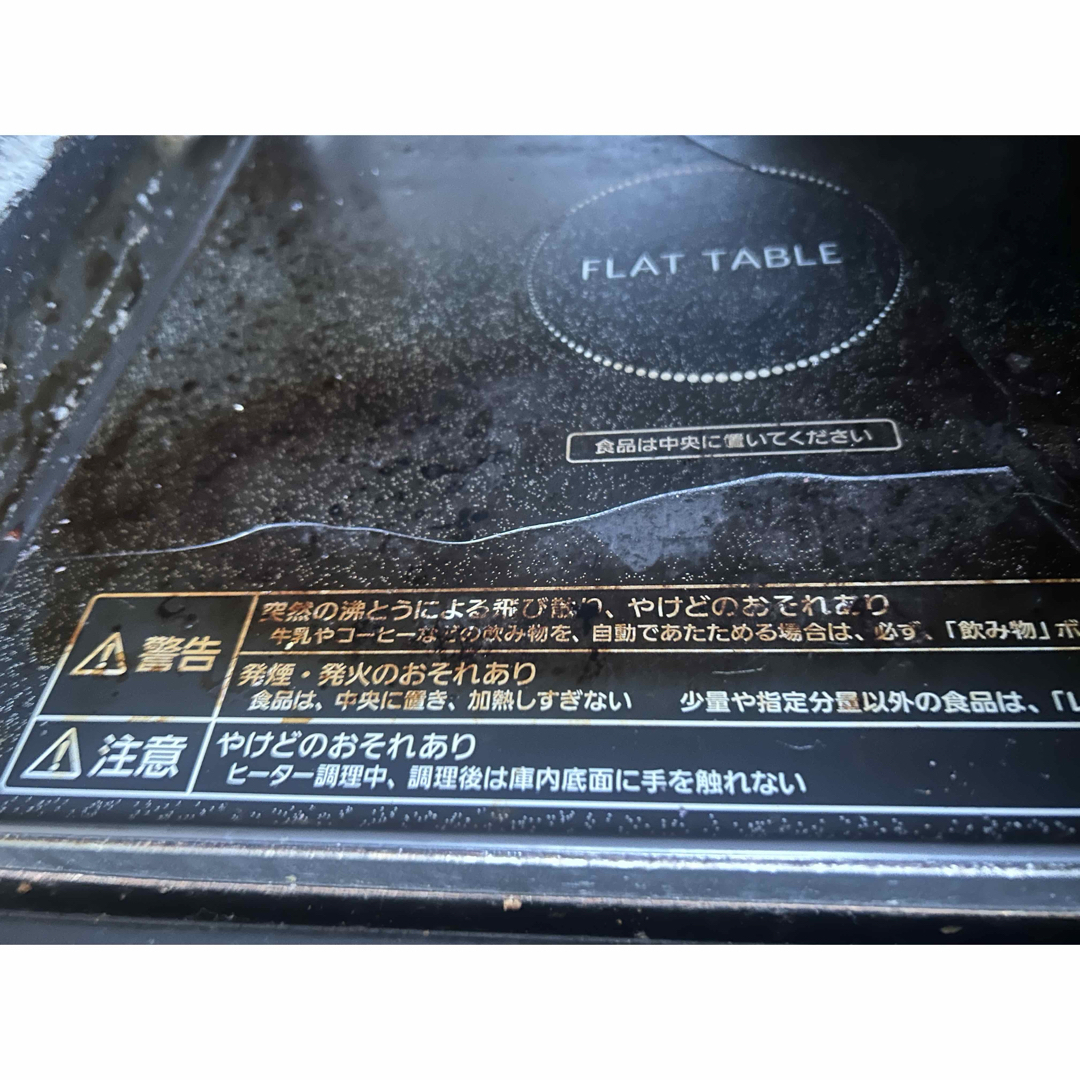 FLAT TABLE
食品は中央に置いてください
警告
突然の沸とうによる飛び散り、やけどのおそれあり
牛乳やコーヒーなどの飲み物を、自動であたためる場合は、必ず、「飲み物」ボ
発煙・発火のおそれあり
食品は、中央に置き、加熱しすぎない 少量や指定分量以外の食品は、「レ
注意
やけどのおそれあり
ヒーター調理中、調理後は庫内底面に手を触れない